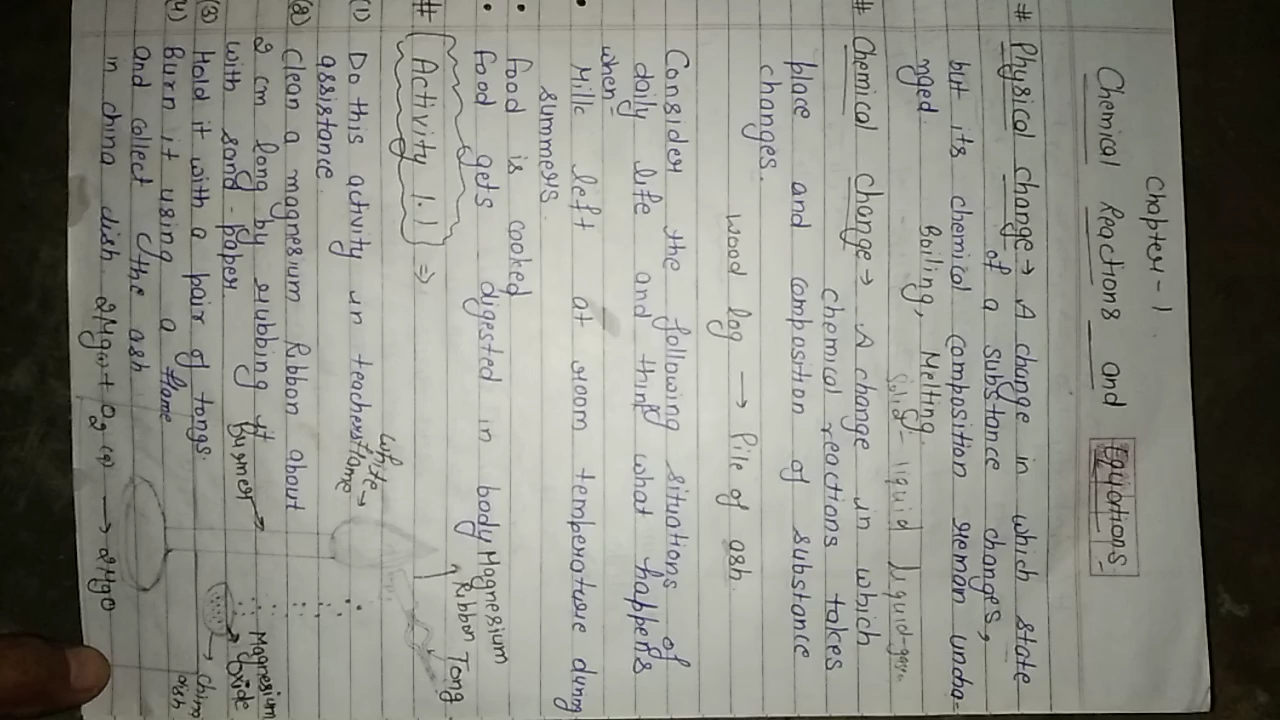 Chapter-1.
Chemical Reactions and Equations
# Physical change → A change in which state
of a substance changes,
but its chemical composition reman uncha-
nged. Boiling, Melting
solid-liquid liquid-gas
# Chemical change → A change in which
chemical reactions takes
place and composition of substance
changes.
wood log → Pile of ash.
Consider the following situations of
daily life and think what happens
when-
• Milk left at room temperature during
summers.
• food is cooked
• food gets digested in body
# [Activity 1.1] ⇒
(1) Do this activity in teachers
assistance.
(2) Clean a magnesium Ribbon about
2 cm long by rubbing it
with sand-paper.
(3) Hold it with a pair of tongs.
(4) Burn it using a flame
and collect the ash
in china dish. 2Mg(s) + O2(g) → 2MgO
White flame →
Burner →
Magnesium
Ribbon
Tong
Magnesium
Oxide
→ China
dish